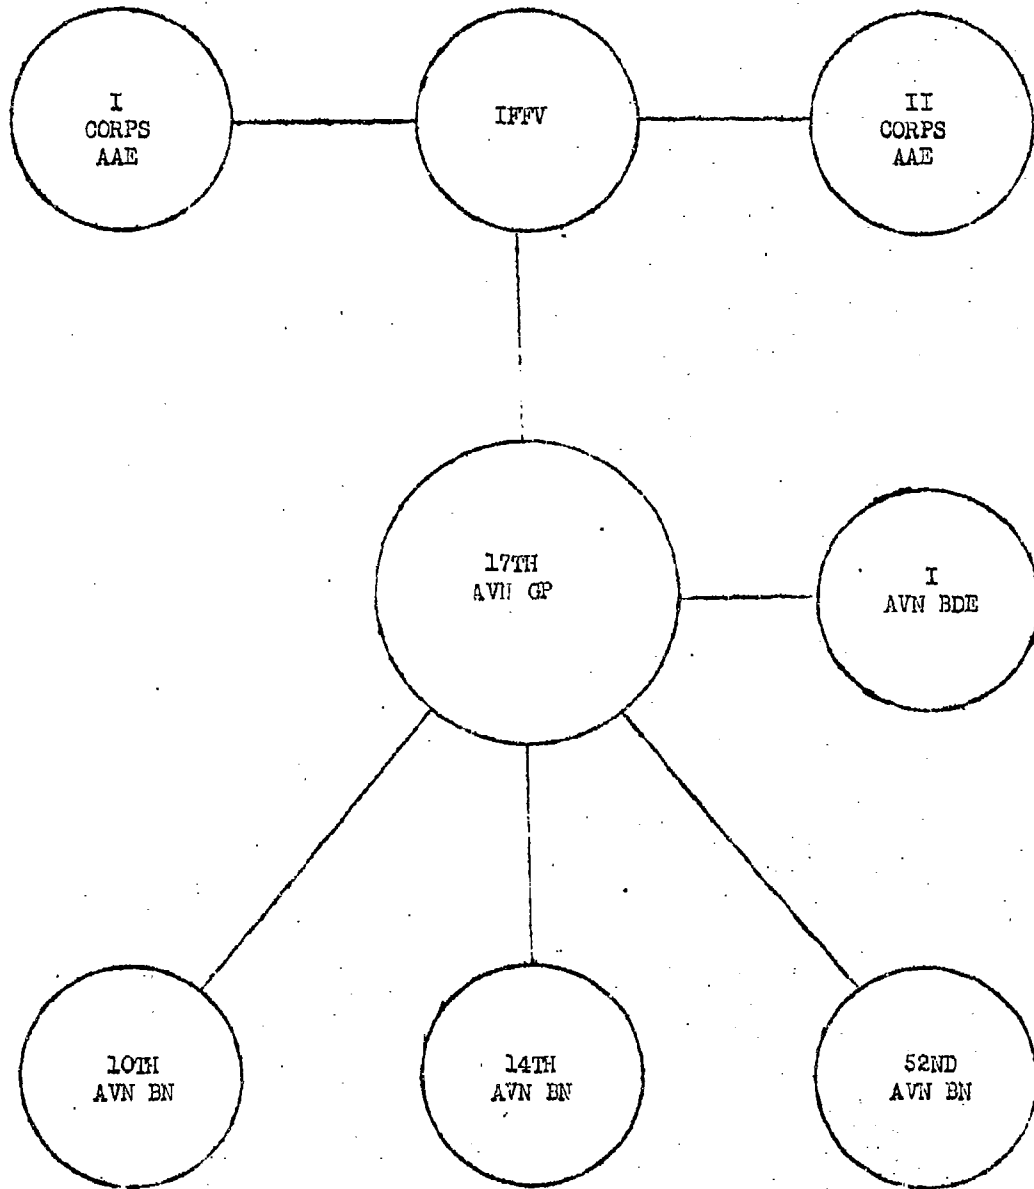 I
CORPS
AAE
IFFV
II
CORPS
AAE
17TH
AVN GP
I
AVN BDE
10TH
AVN BN
14TH
AVN BN
52ND
AVN BN